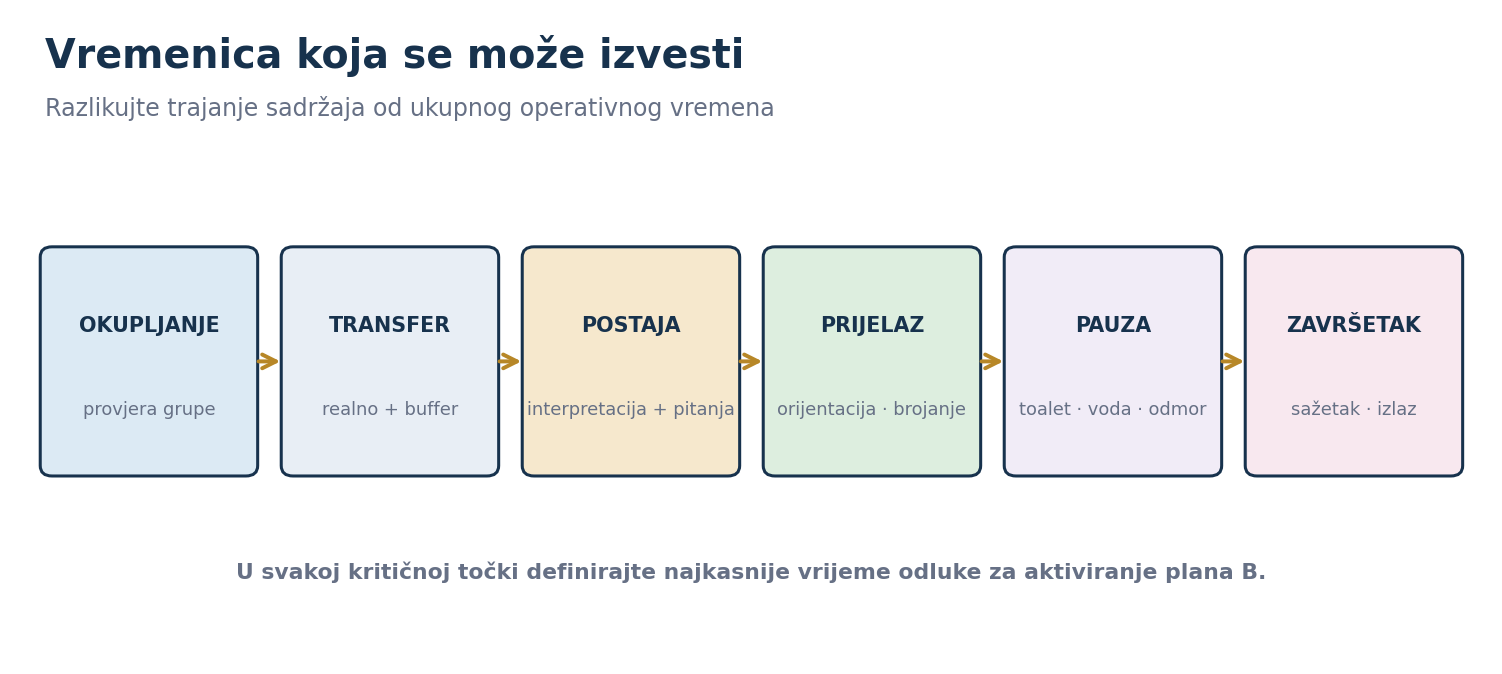 Vremenica koja se može izvesti
Razlikujte trajanje sadržaja od ukupnog operativnog vremena
OKUPLJANJE
provjera grupe
TRANSFER
realno + buffer
POSTAJA
interpretacija + pitanja
PRIJELAZ
orijentacija · brojanje
PAUZA
toalet · voda · odmor
ZAVRŠETAK
sažetak · izlaz
U svakoj kritičnoj točki definirajte najkasnije vrijeme odluke za aktiviranje plana B.